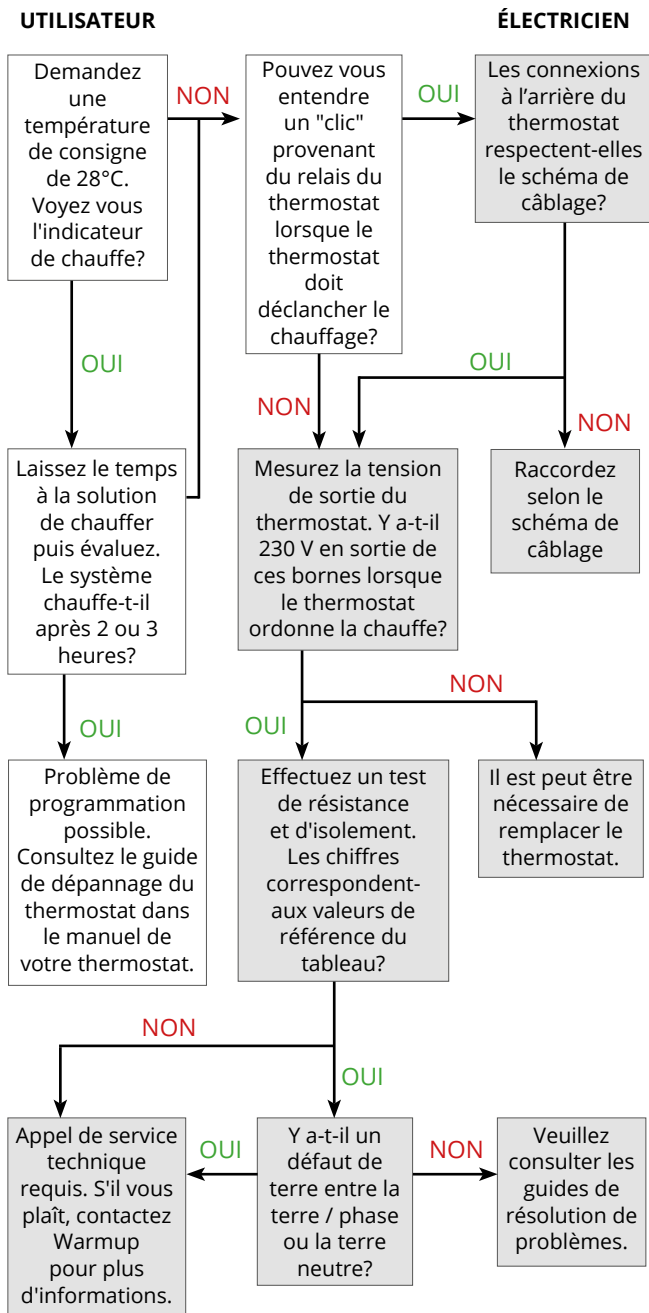 UTILISATEUR
ÉLECTRICIEN
Demandez
une
température
de consigne
de 28°C.
Voyez vous
l'indicateur
de chauffe?
NON
Pouvez vous
entendre
un "clic"
provenant
du relais du
thermostat
lorsque le
thermostat
doit
déclancher le
chauffage?
OUI
Les connexions
à l’arrière du
thermostat
respectent-elles
le schéma de
câblage?
OUI
NON
OUI
NON
Laissez le temps
à la solution
de chauffer
puis évaluez.
Le système
chauffe-t-il
après 2 ou 3
heures?
Mesurez la tension
de sortie du
thermostat. Y a-t-il
230 V en sortie de
ces bornes lorsque
le thermostat
ordonne la chauffe?
Raccordez
selon le
schéma de
câblage
OUI
OUI
NON
Problème de
programmation
possible.
Consultez le guide
de dépannage du
thermostat dans
le manuel de
votre thermostat.
Effectuez un test
de résistance
et d'isolement.
Les chiffres
correspondent-
aux valeurs de
référence du
tableau?
Il est peut être
nécessaire de
remplacer le
thermostat.
NON
OUI
Appel de service
technique
requis. S'il vous
plaît, contactez
Warmup
pour plus
d'informations.
OUI
Y a-t-il un
défaut de
terre entre la
terre / phase
ou la terre
neutre?
NON
Veuillez
consulter les
guides de
résolution de
problèmes.